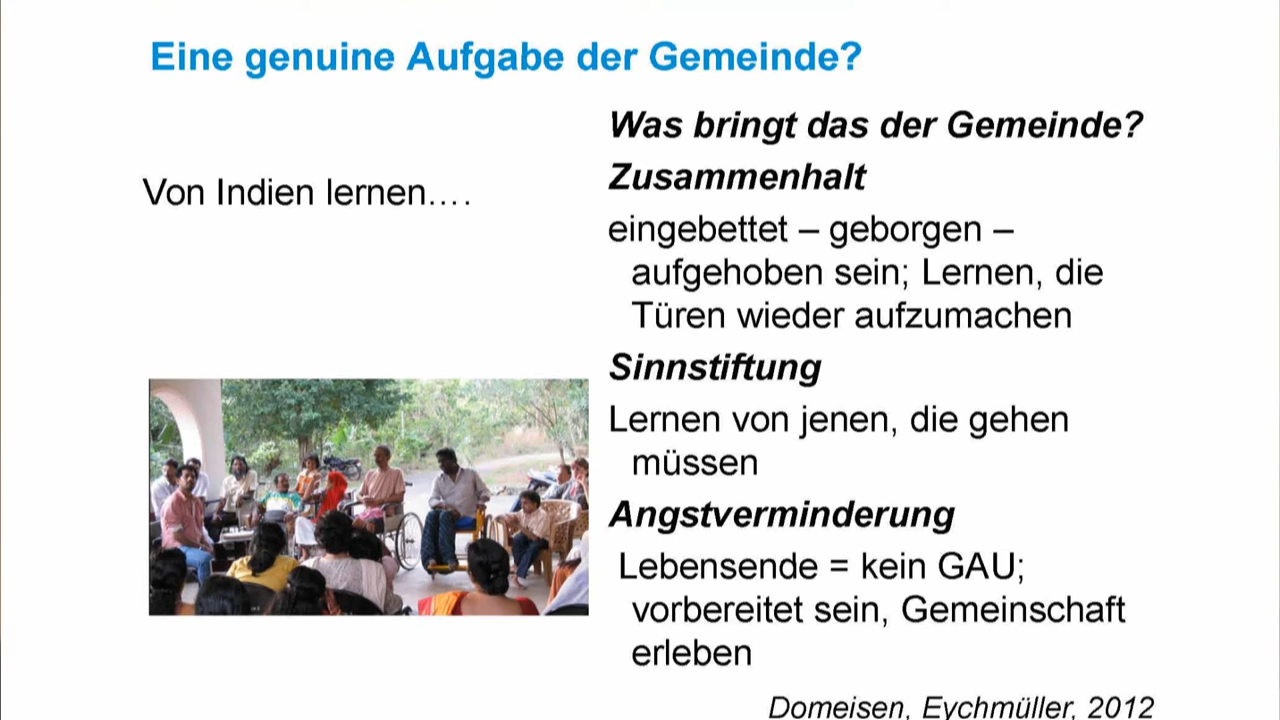 Eine genuine Aufgabe der Gemeinde?
Von Indien lernen….
Was bringt das der Gemeinde?
Zusammenhalt
eingebettet – geborgen –
aufgehoben sein; Lernen, die
Türen wieder aufzumachen
Sinnstiftung
Lernen von jenen, die gehen
müssen
Angstverminderung
Lebensende = kein GAU;
vorbereitet sein, Gemeinschaft
erleben
Domeisen, Eychmüller, 2012